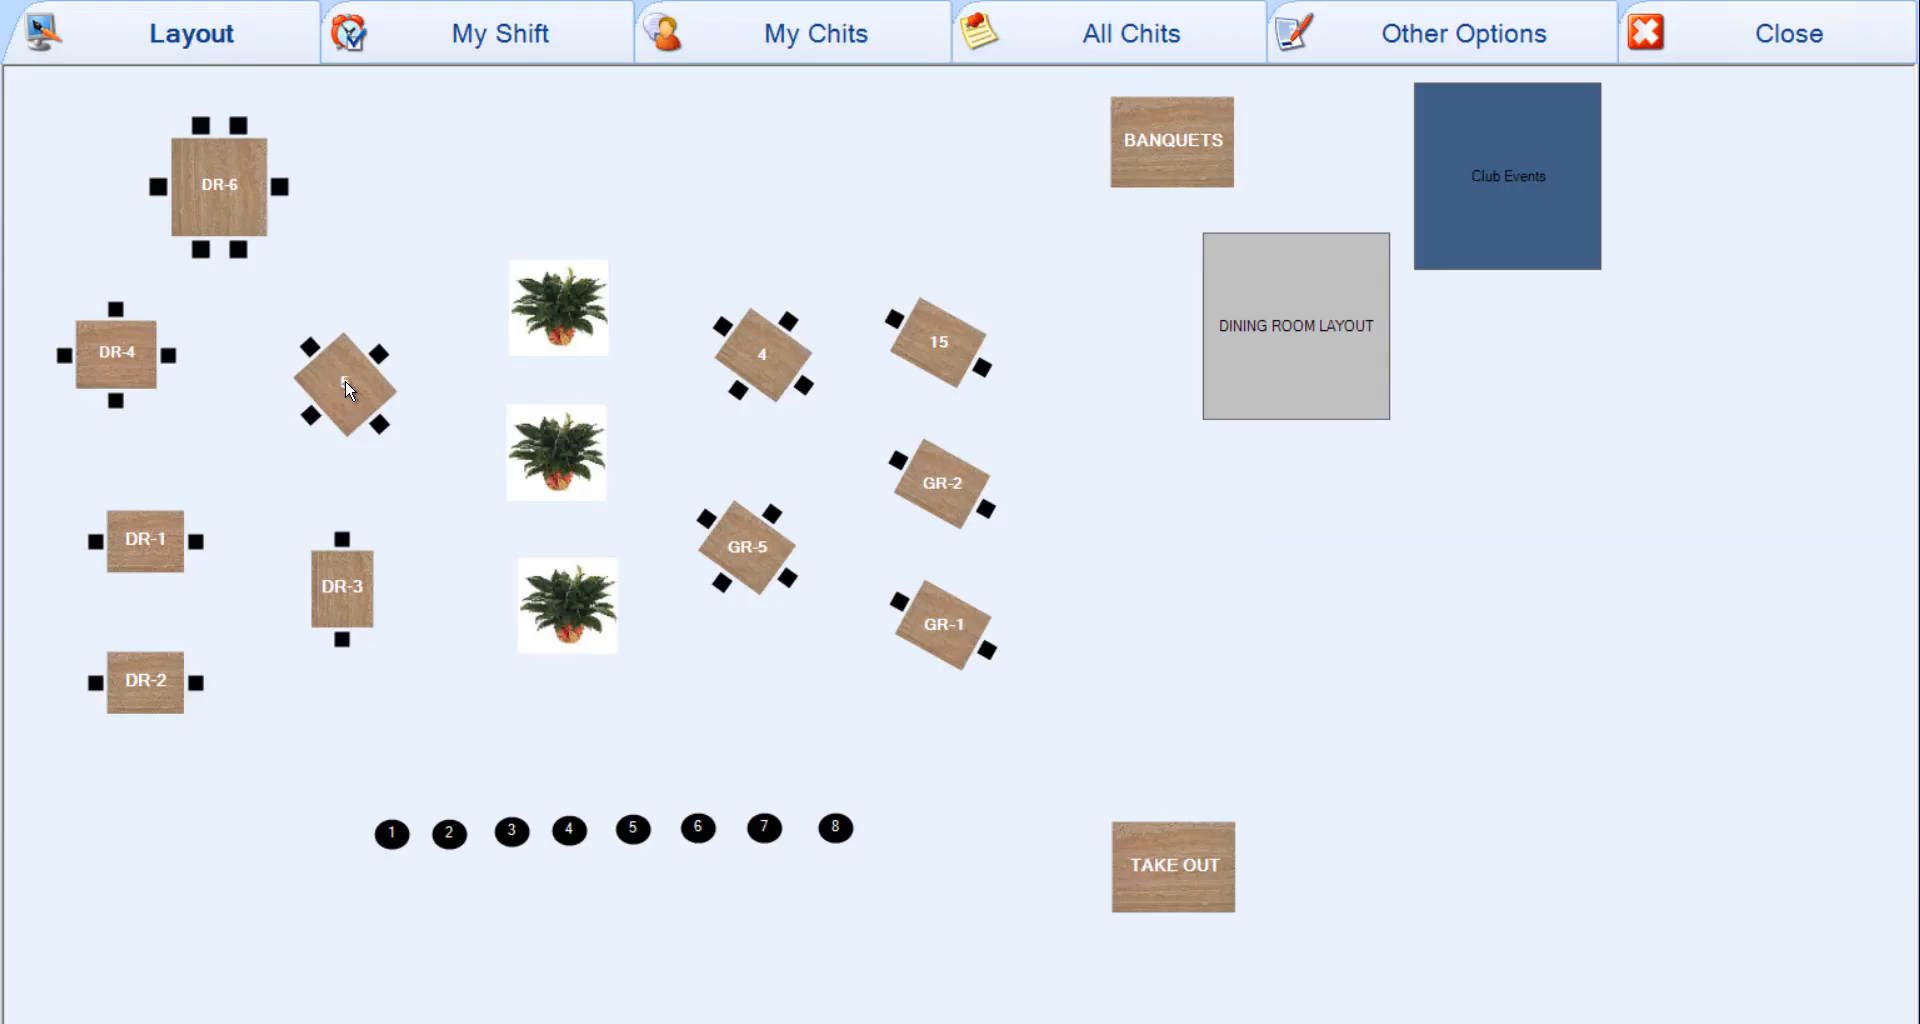 Layout
My Shift
My Chits
All Chits
Other Options
Close
BANQUETS
Club Events
DR-6
DINING ROOM LAYOUT
DR-4
5
4
15
GR-2
DR-1
GR-5
DR-3
GR-1
DR-2
1
2
3
4
5
6
7
8
TAKE OUT